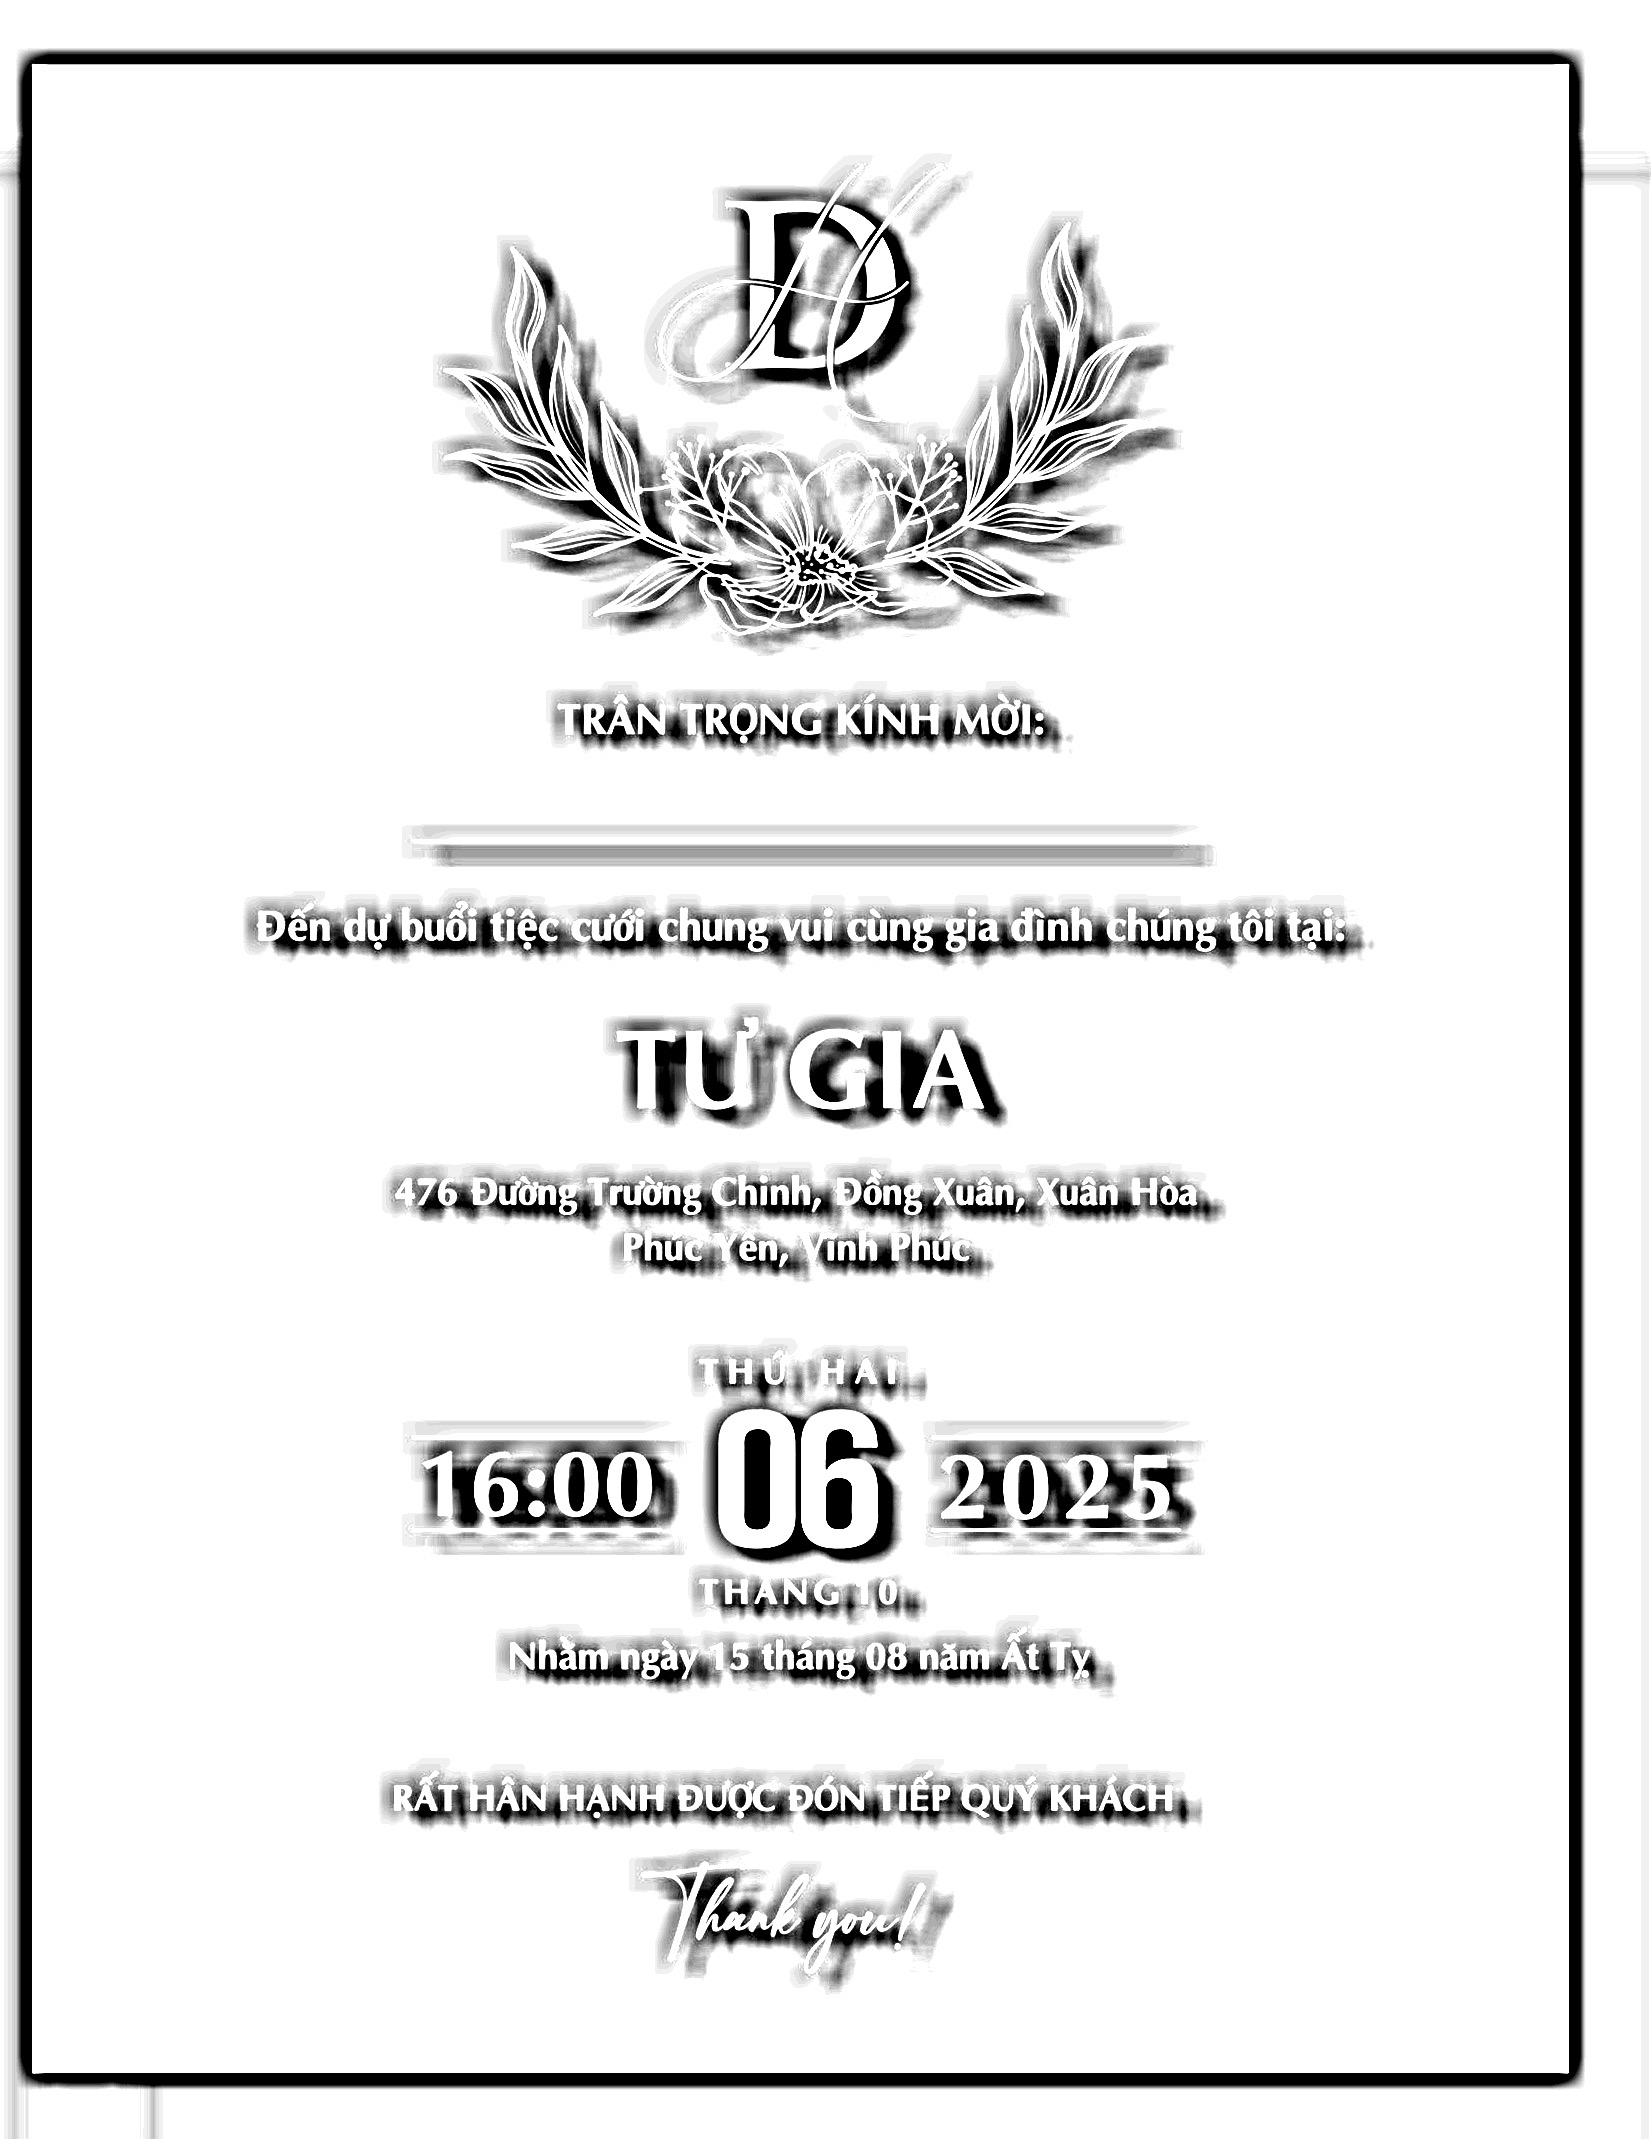 DH
TRÂN TRỌNG KÍNH MỜI:
Đến dự buổi tiệc cưới chung vui cùng gia đình chúng tôi tại:
TƯ GIA
476 Đường Trường Chinh, Đồng Xuân, Xuân Hòa
Phúc Yên, Vĩnh Phúc
THỨ HAI
16:00 06 2025
THÁNG 10
Nhằm ngày 15 tháng 08 năm Ất Tỵ
RẤT HÂN HẠNH ĐƯỢC ĐÓN TIẾP QUÝ KHÁCH
Thank you!